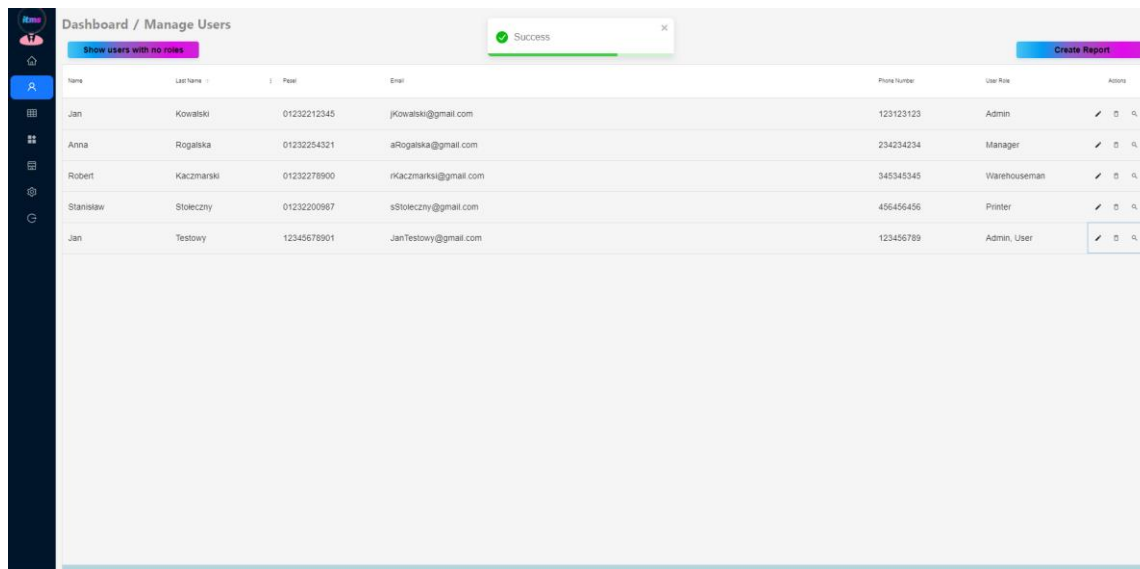 itms
Dashboard / Manage Users
Success
Show users with no roles
Create Report
Name Last Name Pesel Email Phone Number User Role Actions
Jan Kowalski 01232212345 jKowalski@gmail.com 123123123 Admin
Anna Rogalska 01232254321 aRogalska@gmail.com 234234234 Manager
Robert Kaczmarski 01232278900 rKaczmarksi@gmail.com 345345345 Warehouseman
Stanisław Stołeczny 01232200987 sStoleczny@gmail.com 456456456 Printer
Jan Testowy 12345678901 JanTestowy@gmail.com 123456789 Admin, User